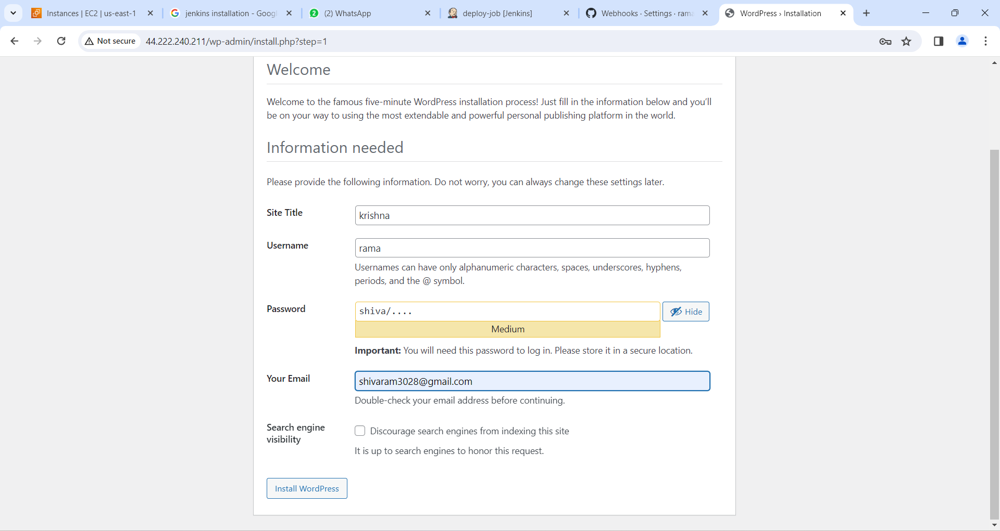 Instances | EC2 | us-east-1
jenkins installation - Goog
2
(2) WhatsApp
deploy-job [Jenkins]
Webhooks · Settings · rama
WordPress › Installation
Not secure
44.222.240.211/wp-admin/install.php?step=1
Welcome
Welcome to the famous five-minute WordPress installation process! Just fill in the information below and you’ll
be on your way to using the most extendable and powerful personal publishing platform in the world.
Information needed
Please provide the following information. Do not worry, you can always change these settings later.
Site Title
krishna
Username
rama
Usernames can have only alphanumeric characters, spaces, underscores, hyphens,
periods, and the @ symbol.
Password
shiva/....
Hide
Medium
Important: You will need this password to log in. Please store it in a secure location.
Your Email
shivaram3028@gmail.com
Double-check your email address before continuing.
Search engine
visibility
Discourage search engines from indexing this site
It is up to search engines to honor this request.
Install WordPress